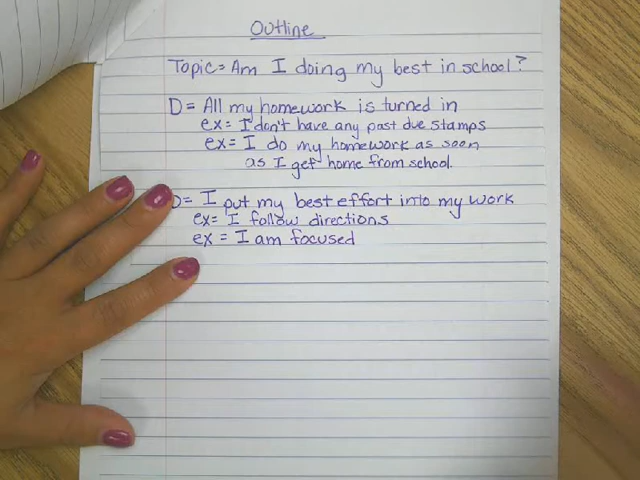 Outline
Topic = Am I doing my best in school?
D = All my homework is turned in
ex = I don't have any past due stamps
ex = I do my homework as soon
as I get home from school.
D = I put my best effort into my work
ex = I follow directions
ex = I am focused